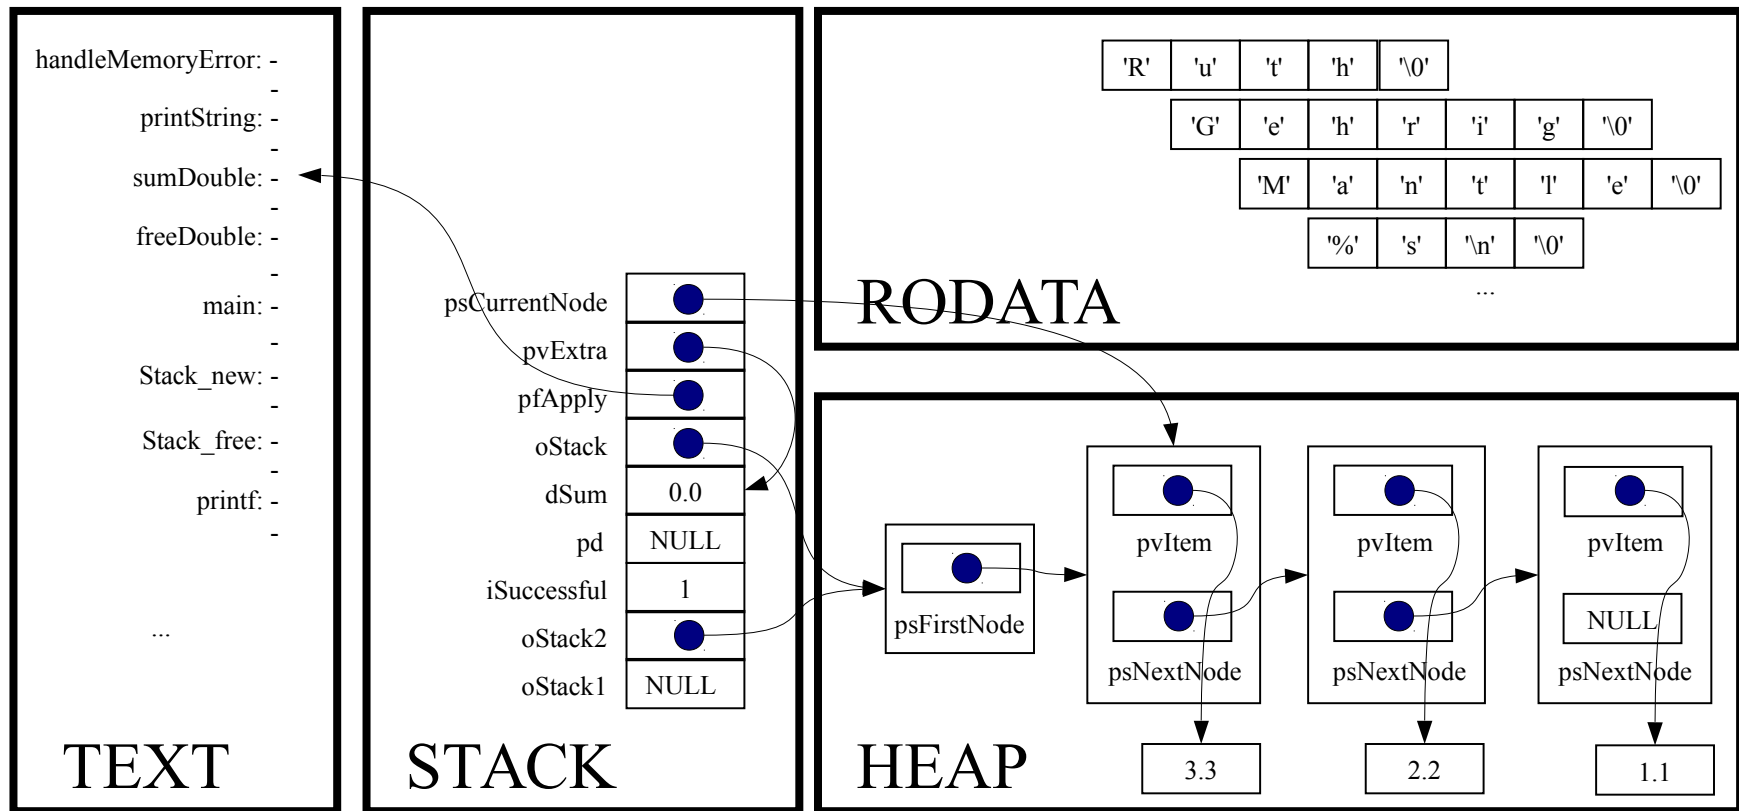 handleMemoryError: -
-
printString: -
-
sumDouble: -
-
freeDouble: -
-
main: -
-
Stack_new: -
-
Stack_free: -
-
printf: -
-
...
TEXT
psCurrentNode
pvExtra
pfApply
oStack
dSum 0.0
pd NULL
iSuccessful 1
oStack2
oStack1 NULL
STACK
'R' 'u' 't' 'h' '\0'
'G' 'e' 'h' 'r' 'i' 'g' '\0'
'M' 'a' 'n' 't' 'l' 'e' '\0'
'%' 's' '\n' '\0'
...
RODATA
psFirstNode
pvItem pvItem pvItem
NULL
psNextNode psNextNode psNextNode
3.3 2.2 1.1
HEAP